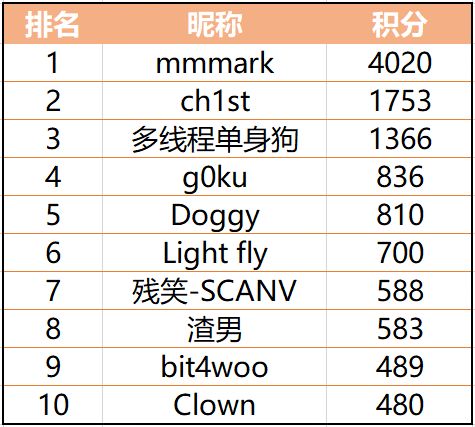 排名 昵称 积分
1 mmmark 4020
2 ch1st 1753
3 多线程单身狗 1366
4 g0ku 836
5 Doggy 810
6 Light fly 700
7 残笑-SCANV 588
8 渣男 583
9 bit4woo 489
10 Clown 480